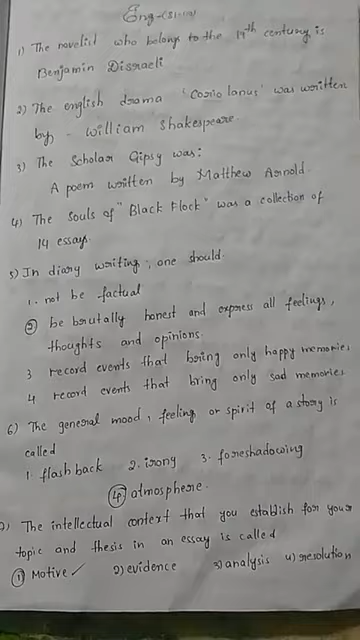 Eng-(SI-110)
1) The novelist who belongs to the 19th century is
Benjamin Disraeli
2) The english drama 'Coriolanus' was written
by - William Shakespeare.
3) The Scholar Gipsy was:
A poem written by Matthew Arnold.
4) The Souls of "Black Flock" was a collection of
14 essays.
5) In diary writing, one should.
1. not be factual
2) be brutally honest and express all feelings,
thoughts and opinions.
3 record events that bring only happy memories
4 record events that bring only sad memories
6) The general mood, feeling or spirit of a story is
called
1. flashback 2. irony 3. foreshadowing
4) atmosphere.
7) The intellectual context that you establish for your
topic and thesis in an essay is called
1) Motive ✓ 2) evidence 3) analysis 4) resolution